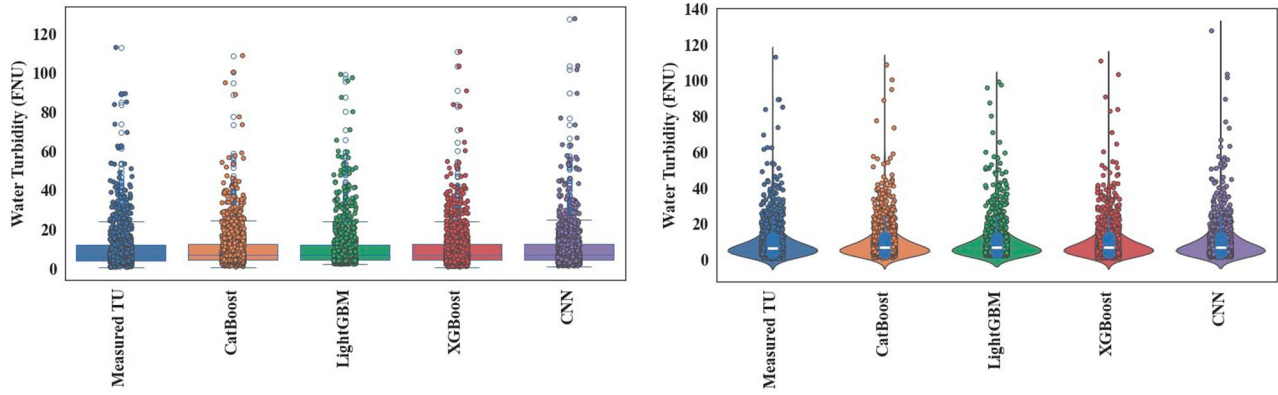 Water Turbidity (FNU)
120
100
80
60
40
20
0
Measured TU
CatBoost
LightGBM
XGBoost
CNN
Water Turbidity (FNU)
140
120
100
80
60
40
20
0
Measured TU
CatBoost
LightGBM
XGBoost
CNN